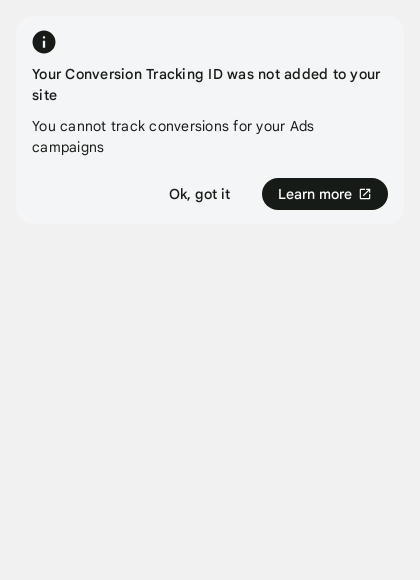 Your Conversion Tracking ID was not added to your
site
You cannot track conversions for your Ads
campaigns
Ok, got it
Learn more